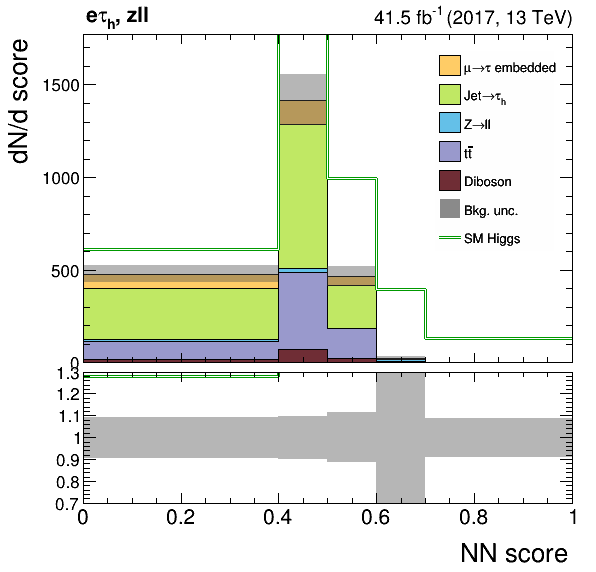 eτh, zll
41.5 fb-1 (2017, 13 TeV)
dN/d score
1500
1000
500
0
μ→τ embedded
Jet→τh
Z→ll
tt̅
Diboson
Bkg. unc.
SM Higgs
1.3
1.2
1.1
1
0.9
0.8
0.7
0 0.2 0.4 0.6 0.8 1
NN score